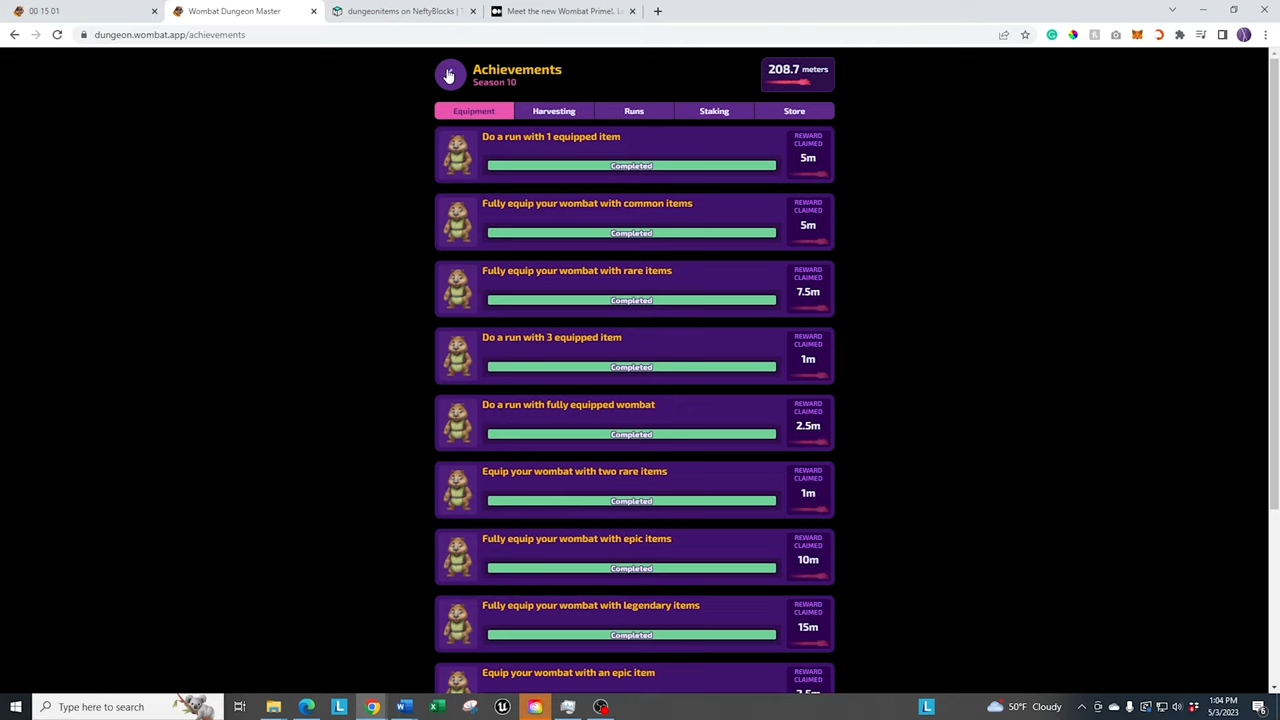 00 15 01
Wombat Dungeon Master
dungeonitems on NeftyBlocks | T
Meet the new Wombat Prime!. Le
dungeon.wombat.app/achievements
Achievements
Season 10
208.7 meters
Equipment
Harvesting
Runs
Staking
Store
Do a run with 1 equipped item
Completed
REWARD
CLAIMED
5m
Fully equip your wombat with common items
Completed
REWARD
CLAIMED
5m
Fully equip your wombat with rare items
Completed
REWARD
CLAIMED
7.5m
Do a run with 3 equipped item
Completed
REWARD
CLAIMED
1m
Do a run with fully equipped wombat
Completed
REWARD
CLAIMED
2.5m
Equip your wombat with two rare items
Completed
REWARD
CLAIMED
1m
Fully equip your wombat with epic items
Completed
REWARD
CLAIMED
10m
Fully equip your wombat with legendary items
Completed
REWARD
CLAIMED
15m
Equip your wombat with an epic item
REWARD
CLAIMED
Type here to search
50°F Cloudy
1:04 PM
5/3/2023